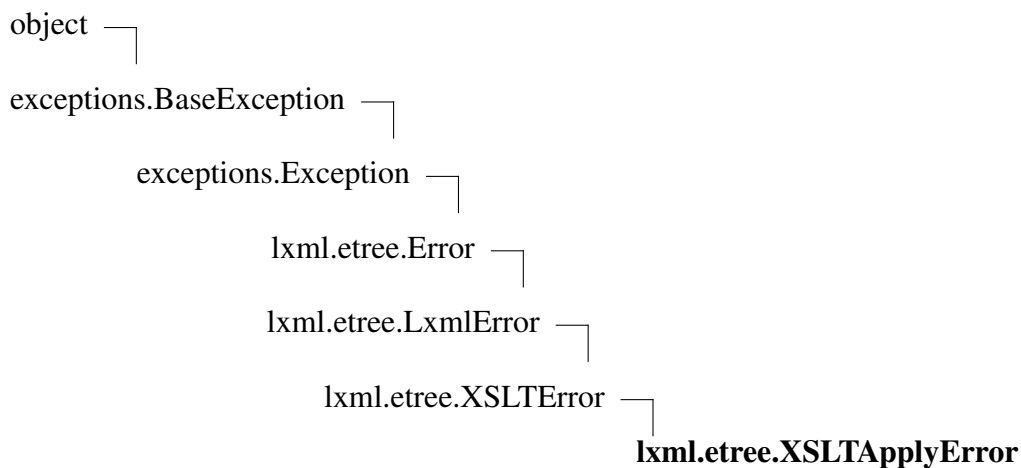 object
exceptions.BaseException
exceptions.Exception
lxml.etree.Error
lxml.etree.LxmlError
lxml.etree.XSLTError
lxml.etree.XSLTApplyError